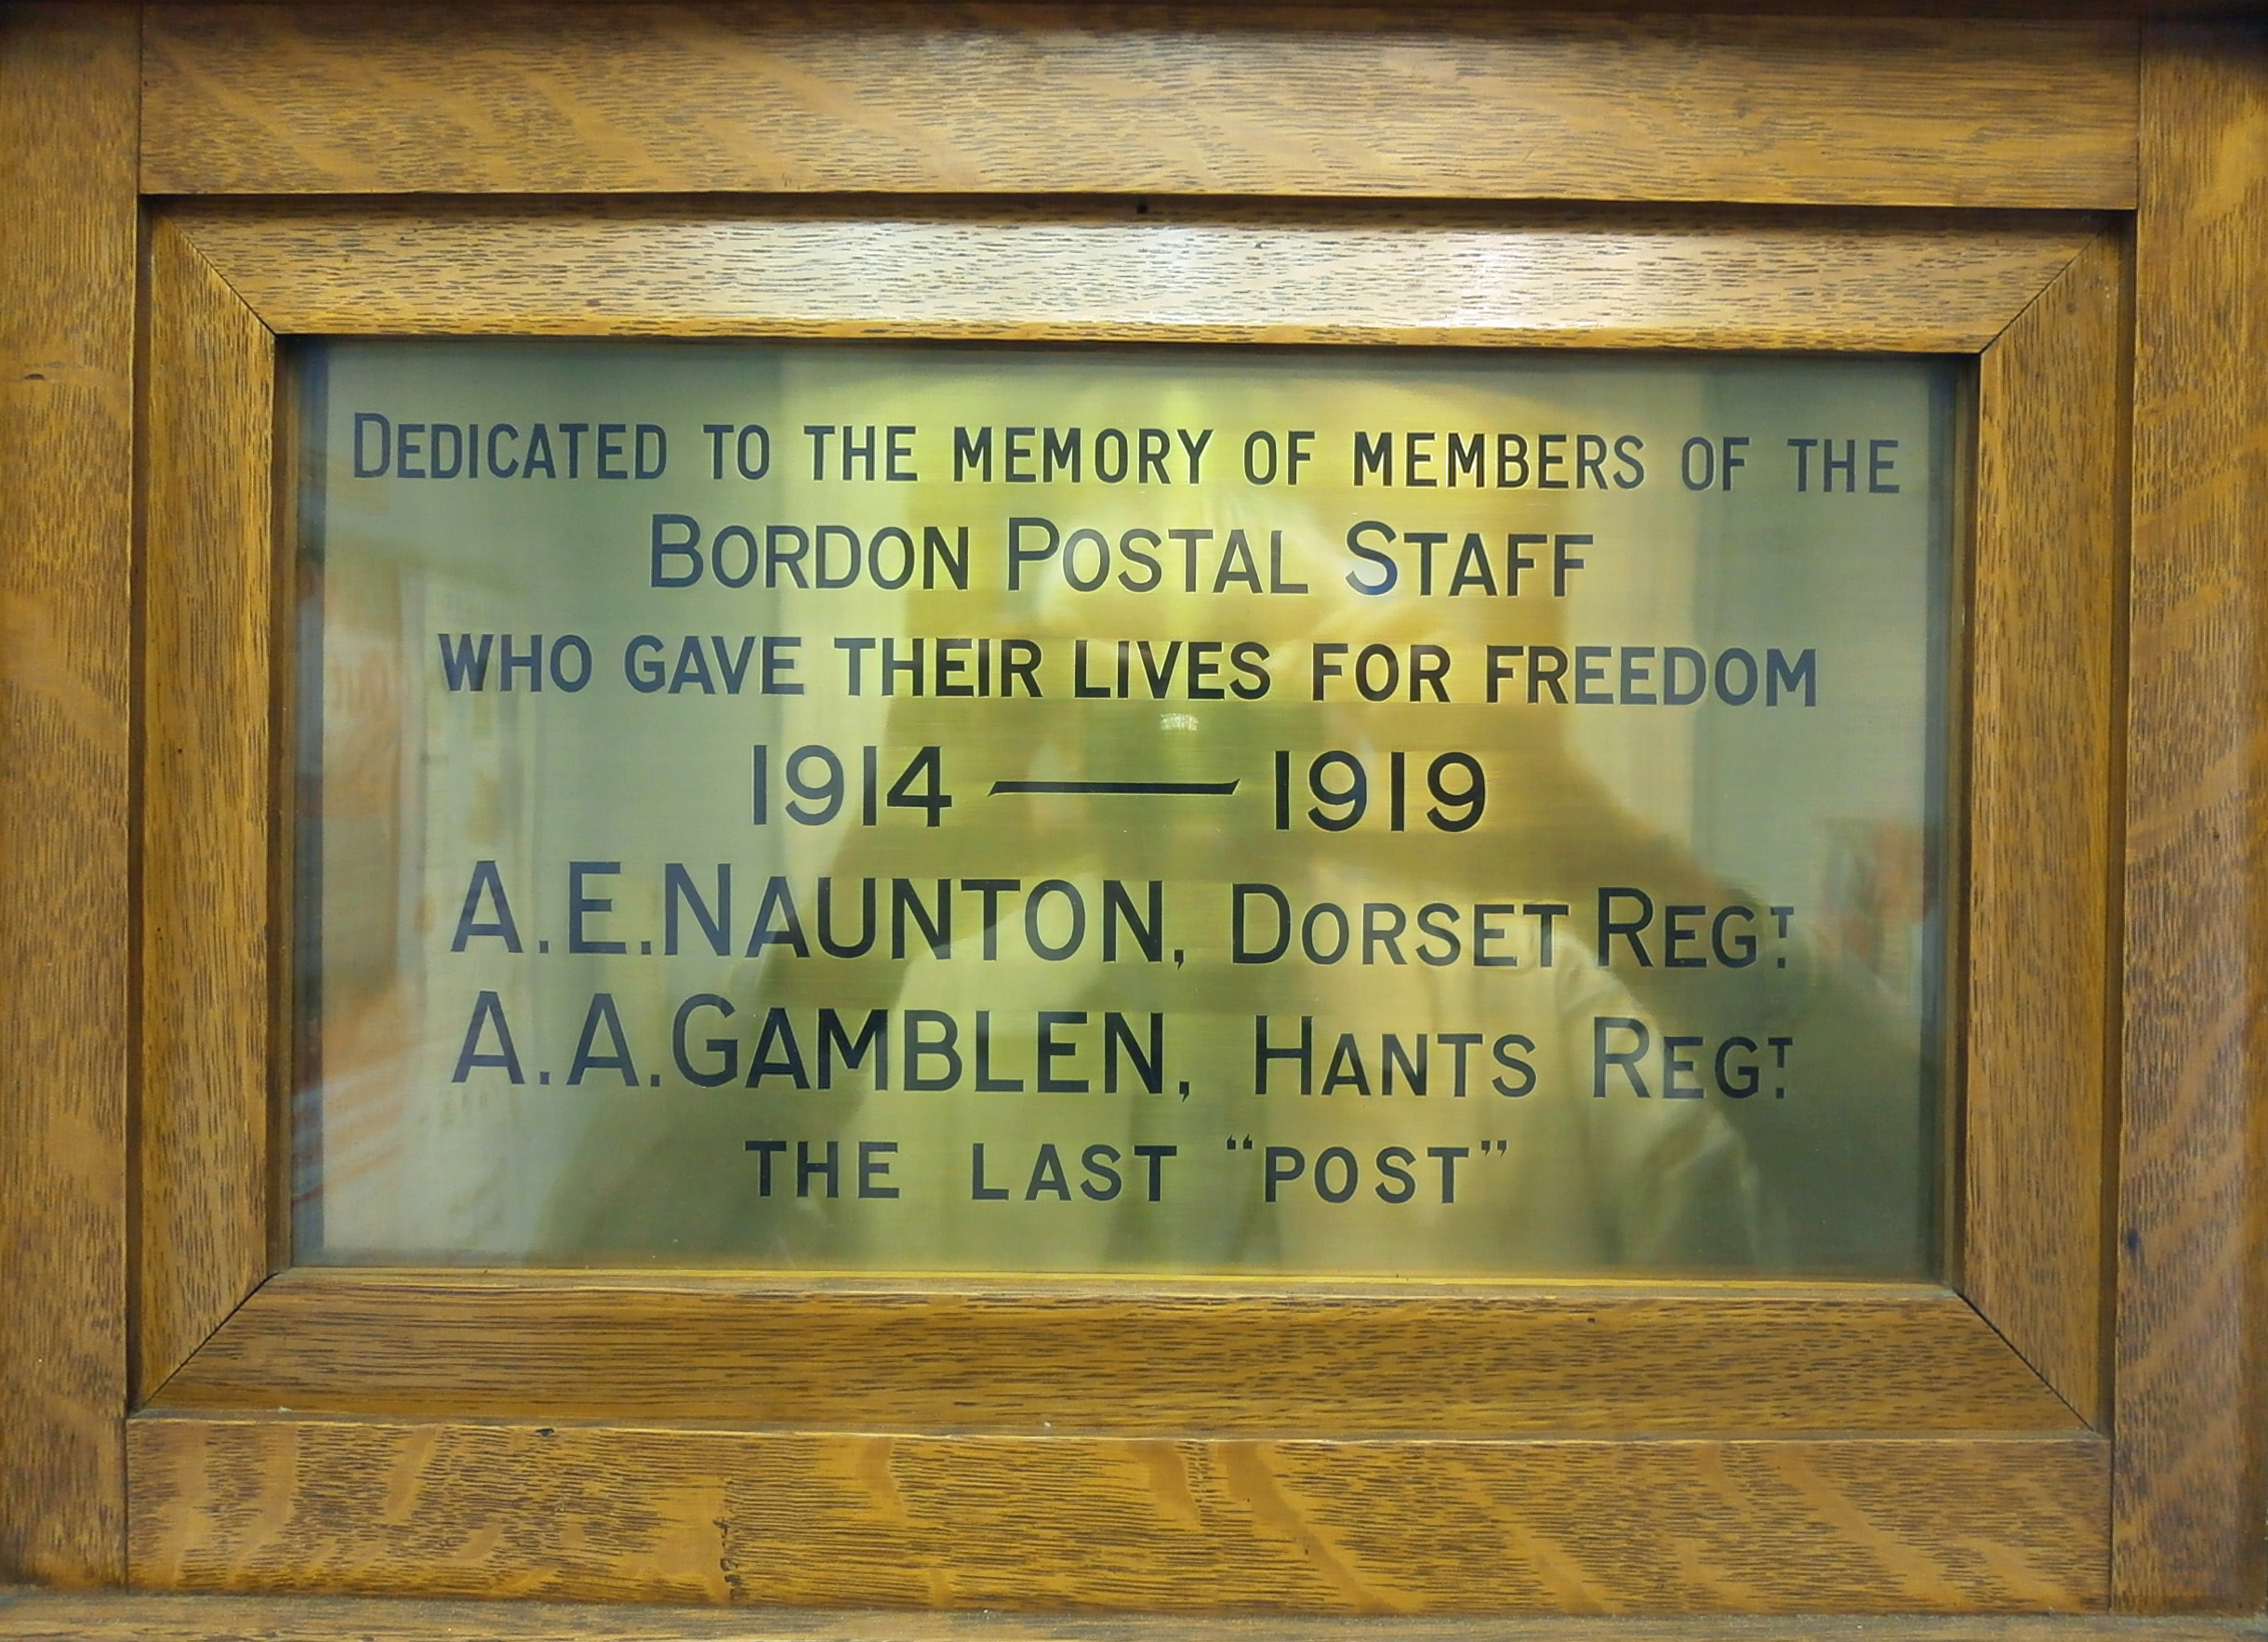 DEDICATED TO THE MEMORY OF MEMBERS OF THE
BORDON POSTAL STAFF
WHO GAVE THEIR LIVES FOR FREEDOM
1914 — 1919
A.E.NAUNTON, DORSET REGT.
A.A.GAMBLEN, HANTS REGT.
THE LAST “POST”